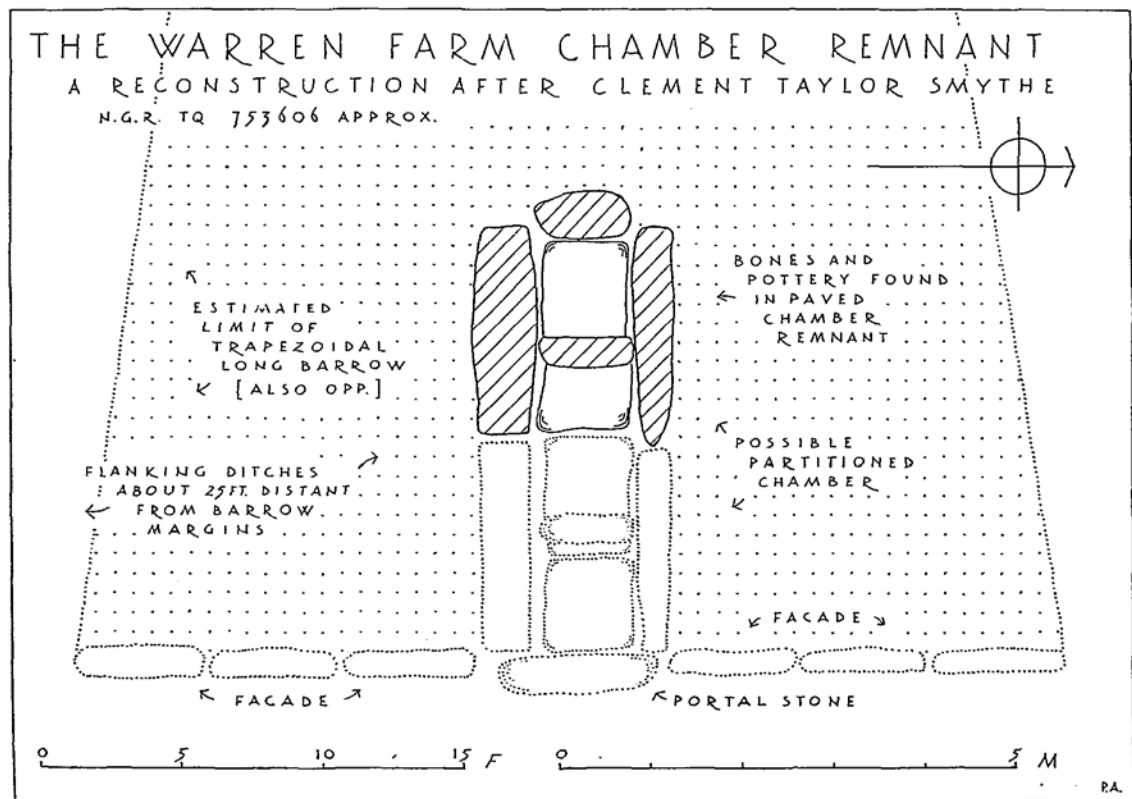 THE WARREN FARM CHAMBER REMNANT
A RECONSTRUCTION AFTER CLEMENT TAYLOR SMYTHE
N.G.R. TQ 753606 APPROX.
ESTIMATED
LIMIT OF
TRAPEZOIDAL
LONG BARROW
[ALSO OPP.]
BONES AND
POTTERY FOUND
IN PAVED
CHAMBER
REMNANT
FLANKING DITCHES
ABOUT 25FT. DISTANT
FROM BARROW
MARGINS
POSSIBLE
PARTITIONED
CHAMBER
FACADE
FACADE
PORTAL STONE
0 5 10 15 F
0 5 M
P.A.